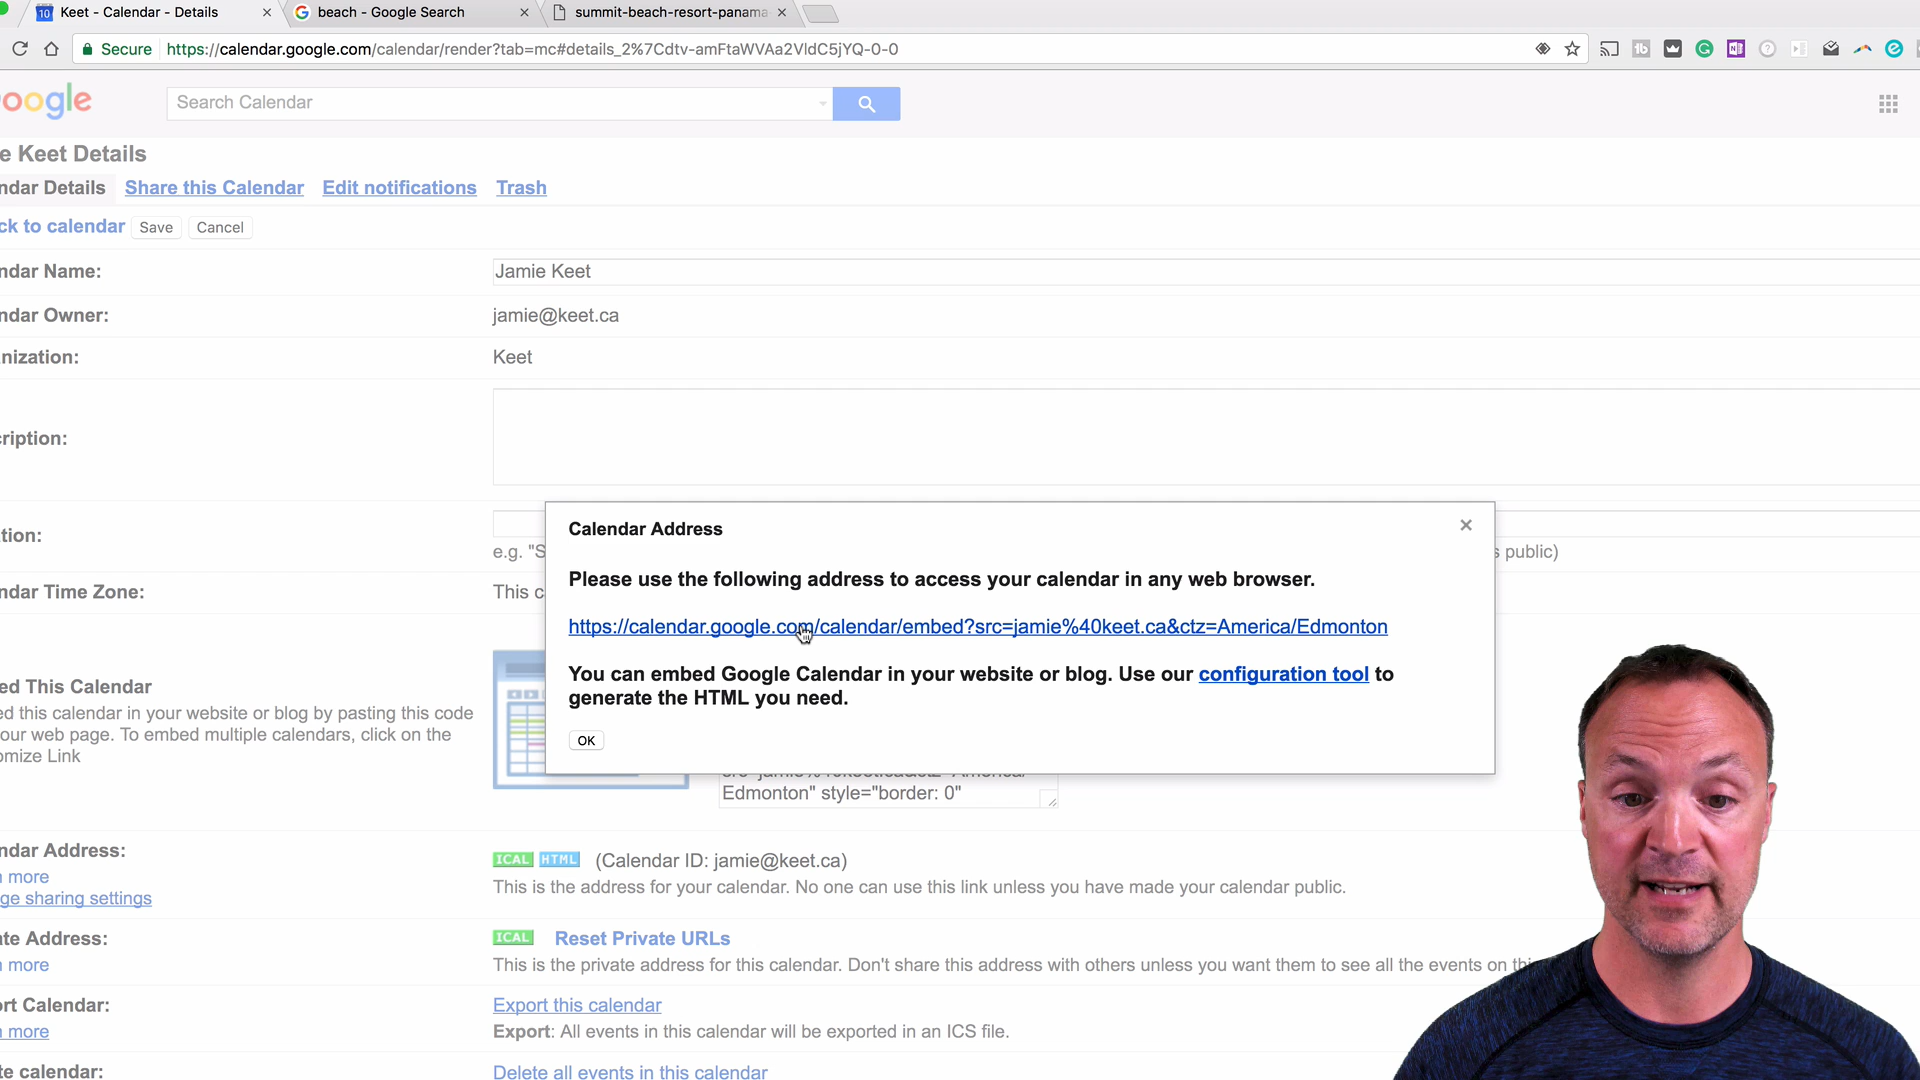 Keet - Calendar - Details
beach - Google Search
summit-beach-resort-panama
Secure https://calendar.google.com/calendar/render?tab=mc#details_2%7Cdtv-amFtaWVAa2VldC5jYQ-0-0
oogle
Search Calendar
e Keet Details
ndar Details Share this Calendar Edit notifications Trash
ck to calendar Save Cancel
ndar Name: Jamie Keet
ndar Owner: jamie@keet.ca
nization: Keet
ription:
tion:
e.g. "S s public)
ndar Time Zone: This c
Calendar Address
Please use the following address to access your calendar in any web browser.
https://calendar.google.com/calendar/embed?src=jamie%40keet.ca&ctz=America/Edmonton
You can embed Google Calendar in your website or blog. Use our configuration tool to
generate the HTML you need.
OK
ed This Calendar
ed this calendar in your website or blog by pasting this code
our web page. To embed multiple calendars, click on the
omize Link
Edmonton" style="border: 0"
ndar Address: ICAL HTML (Calendar ID: jamie@keet.ca)
n more
This is the address for your calendar. No one can use this link unless you have made your calendar public.
ge sharing settings
te Address: ICAL Reset Private URLs
n more
This is the private address for this calendar. Don't share this address with others unless you want them to see all the events on thi
rt Calendar: Export this calendar
n more
Export: All events in this calendar will be exported in an ICS file.
te calendar: Delete all events in this calendar